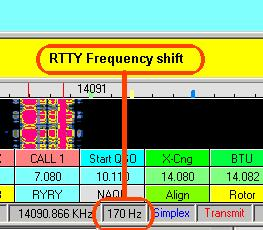 RTTY Frequency shift
14091
CALL 1 Start QSO X-Cng BTU
7.080 10.110 14.080 14.082
RYRY NAQP Align Rotor
14090.866 KHz 170 Hz Simplex Transmit